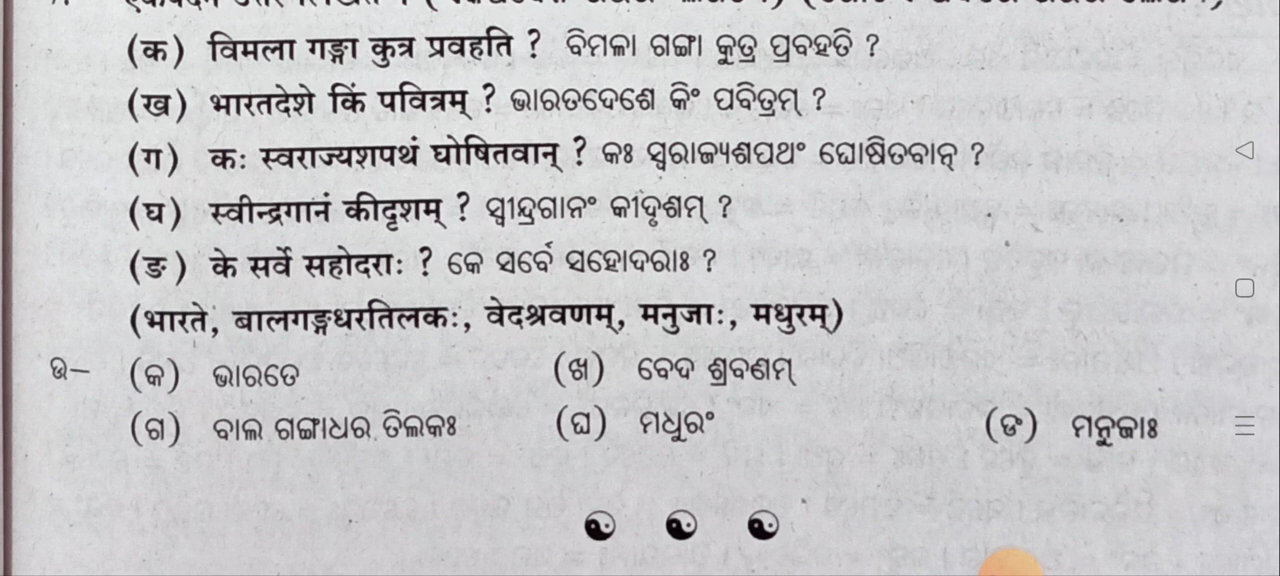 (क) विमला गङ्गा कुत्र प्रवहति ? ବିମଳା ଗଙ୍ଗା କୁତ୍ର ପ୍ରବହତି ?
(ख) भारतदेशे किं पवित्रम् ? ଭାରତଦେଶେ କିଂ ପବିତ୍ରମ୍ ?
(ग) कः स्वराज्यशपथं घोषितवान् ? କଃ ସ୍ୱରାଜ୍ୟଶପଥଂ ଘୋଷିତବାନ୍ ?
(घ) स्वीन्द्रगानं कीदृशम् ? ସ୍ୱୀନ୍ଦ୍ରଗାନଂ କୀଦୃଶମ୍ ?
(ङ) के सर्वे सहोदराः ? କେ ସର୍ବେ ସହୋଦରାଃ ?
(भारते, बालगङ्गधरतिलकः, वेदश्रवणम्, मनुजाः, मधुरम्)
ଉ– (କ) ଭାରତେ (ଖ) ବେଦ ଶ୍ରବଣମ୍
(ଗ) ବାଲ ଗଙ୍ଗାଧର ତିଲକଃ (ଘ) ମଧୁରଂ (ଙ) ମନୁଜାଃ